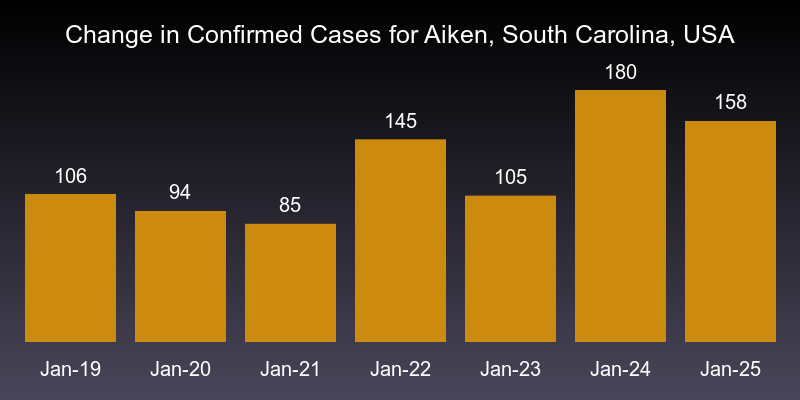 Change in Confirmed Cases for Aiken, South Carolina, USA
106
94
85
145
105
180
158
Jan-19
Jan-20
Jan-21
Jan-22
Jan-23
Jan-24
Jan-25